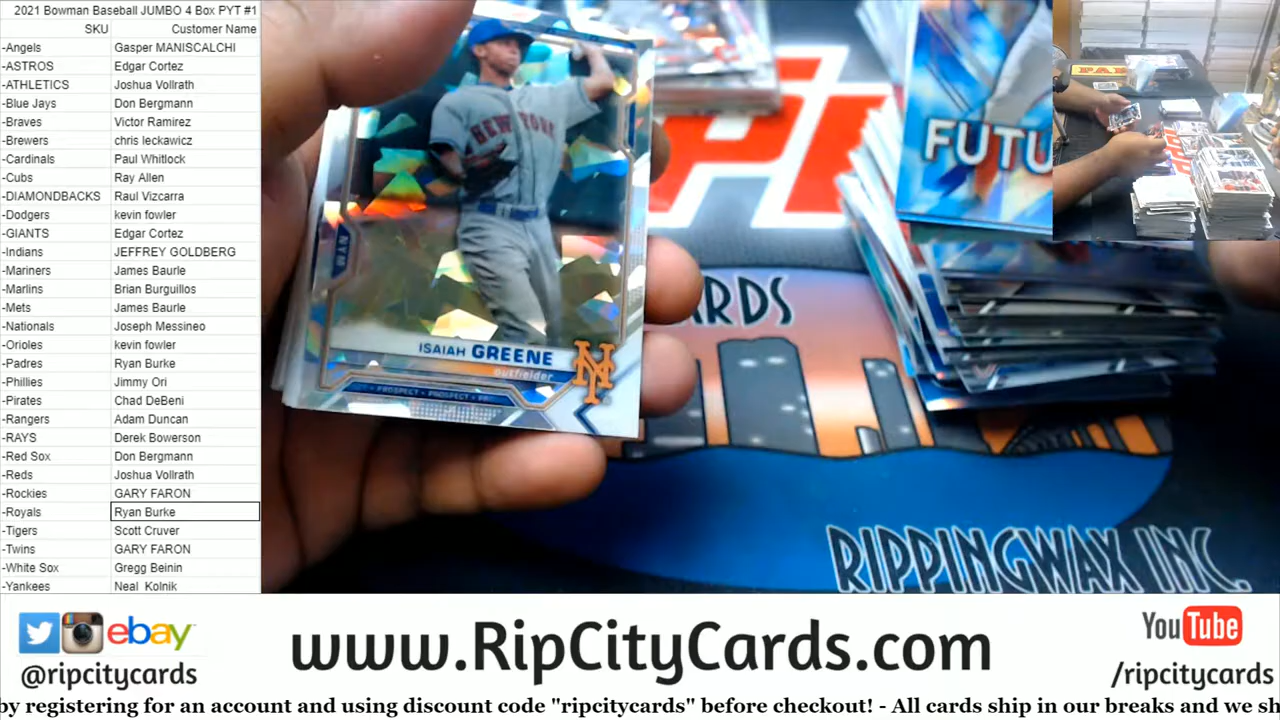 2021 Bowman Baseball JUMBO 4 Box PYT #1
SKU Customer Name
-Angels Gasper MANISCALCHI
-ASTROS Edgar Cortez
-ATHLETICS Joshua Vollrath
-Blue Jays Don Bergmann
-Braves Victor Ramirez
-Brewers chris leckawicz
-Cardinals Paul Whitlock
-Cubs Ray Allen
-DIAMONDBACKS Raul Vizcarra
-Dodgers kevin fowler
-GIANTS Edgar Cortez
-Indians JEFFREY GOLDBERG
-Mariners James Baurle
-Marlins Brian Burguillos
-Mets James Baurle
-Nationals Joseph Messineo
-Orioles kevin fowler
-Padres Ryan Burke
-Phillies Jimmy Ori
-Pirates Chad DeBeni
-Rangers Adam Duncan
-RAYS Derek Bowerson
-Red Sox Don Bergmann
-Reds Joshua Vollrath
-Rockies GARY FARON
-Royals Ryan Burke
-Tigers Scott Cruver
-Twins GARY FARON
-White Sox Gregg Beinin
-Yankees Neal Kolnik
NEW YORK
NYM
ISAIAH GREENE
outfielder
NY
PROSPECT • PROSPECT
FUTU
ARDS
RIPPINGWAX INC.
ebay
@ripcitycards
www.RipCityCards.com
YouTube
/ripcitycards
by registering for an account and using discount code "ripcitycards" before checkout! - All cards ship in our breaks and we sh